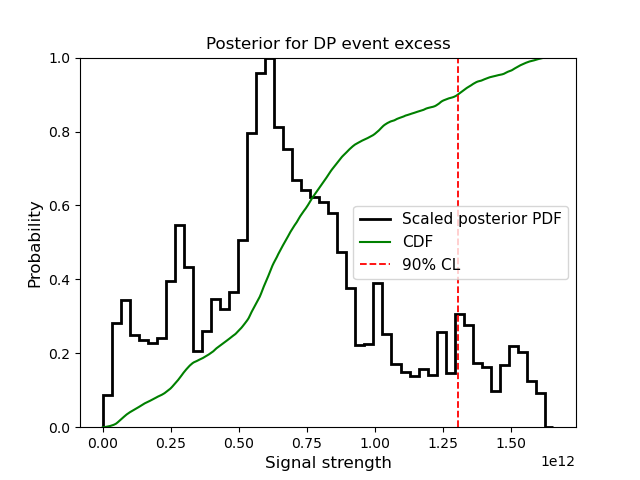 Posterior for DP event excess
Probability
1.0
0.8
0.6
0.4
0.2
0.0
Scaled posterior PDF
CDF
90% CL
0.00 0.25 0.50 0.75 1.00 1.25 1.50
1e12
Signal strength